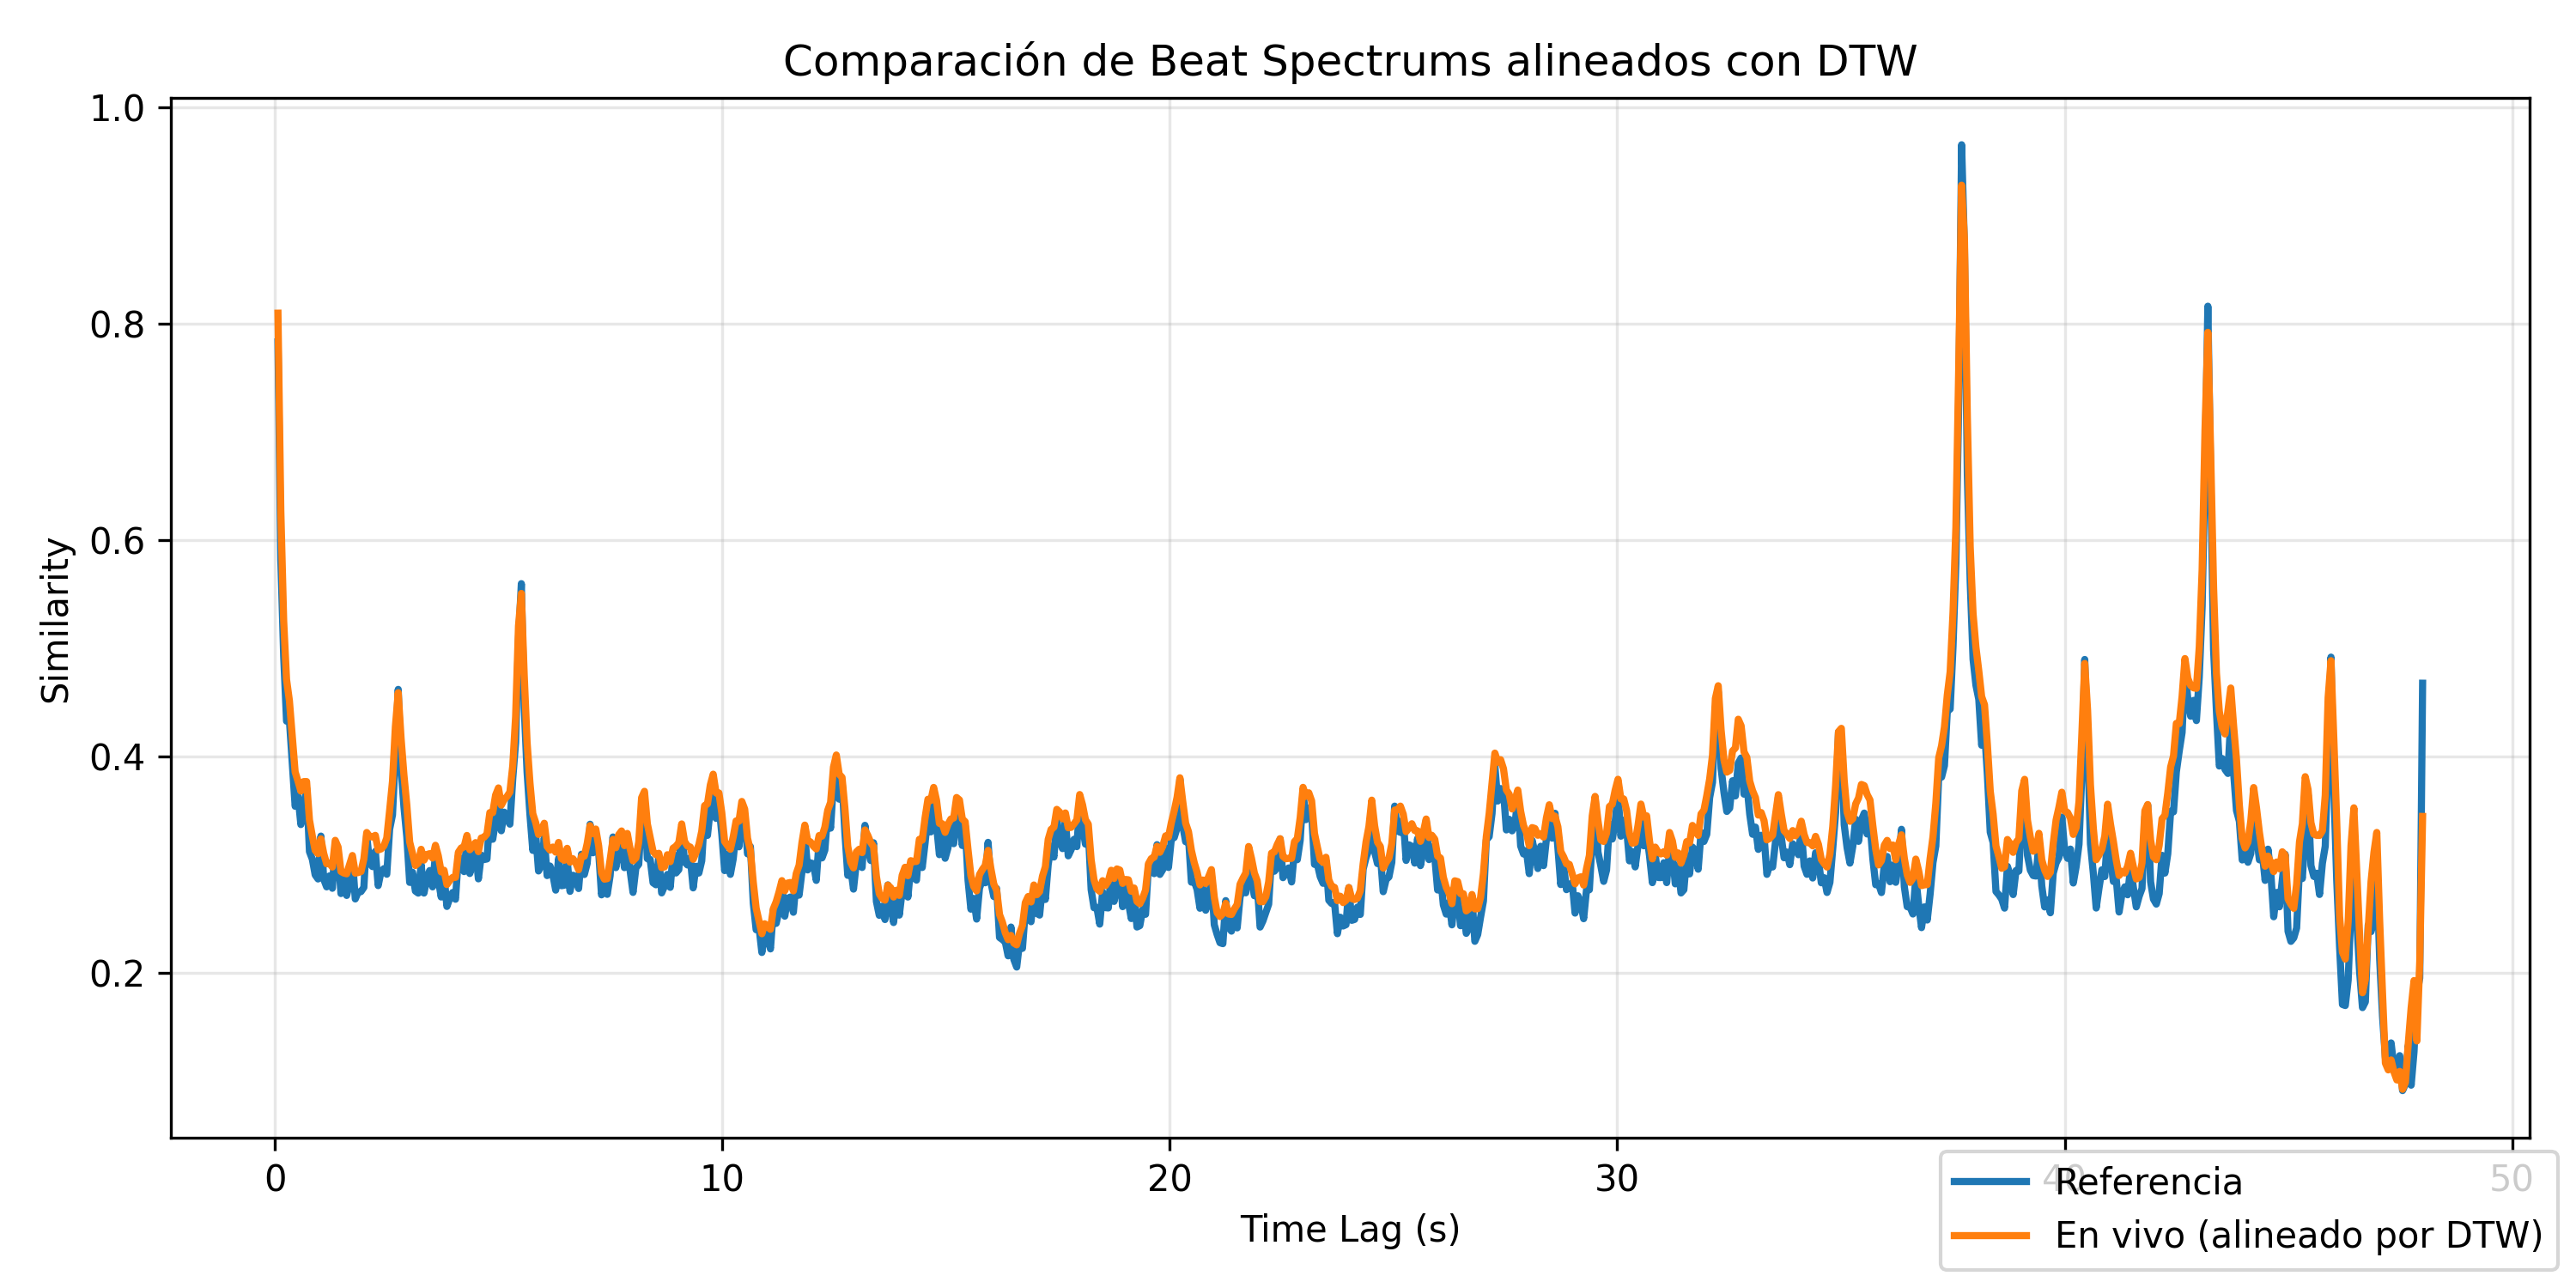 Comparación de Beat Spectrums alineados con DTW
Similarity
1.0
0.8
0.6
0.4
0.2
0 10 20 30 40 50
Time Lag (s)
Referencia
En vivo (alineado por DTW)